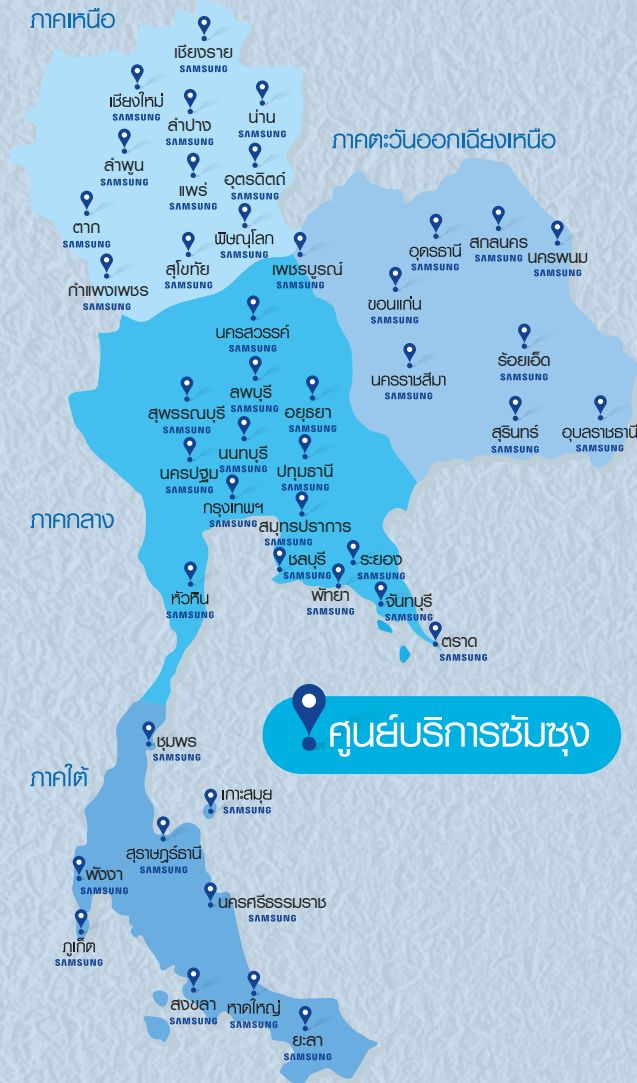 ภาคเหนือ
เชียงราย
SAMSUNG
เชียงใหม่
SAMSUNG
ลำปาง
SAMSUNG
น่าน
SAMSUNG
ลำพูน
SAMSUNG
แพร่
SAMSUNG
อุตรดิตถ์
SAMSUNG
ตาก
SAMSUNG
สุโขทัย
SAMSUNG
พิษณุโลก
SAMSUNG
เพชรบูรณ์
SAMSUNG
กำแพงเพชร
SAMSUNG
ภาคตะวันออกเฉียงเหนือ
อุดรธานี
SAMSUNG
สกลนคร
SAMSUNG
นครพนม
SAMSUNG
ขอนแก่น
SAMSUNG
นครราชสีมา
SAMSUNG
ร้อยเอ็ด
SAMSUNG
สุรินทร์
SAMSUNG
อุบลราชธานี
SAMSUNG
ภาคกลาง
นครสวรรค์
SAMSUNG
สุพรรณบุรี
SAMSUNG
ลพบุรี
SAMSUNG
อยุธยา
SAMSUNG
นครปฐม
SAMSUNG
นนทบุรี
SAMSUNG
ปทุมธานี
SAMSUNG
กรุงเทพฯ
SAMSUNG
สมุทรปราการ
SAMSUNG
ชลบุรี
SAMSUNG
พัทยา
SAMSUNG
ระยอง
SAMSUNG
จันทบุรี
SAMSUNG
ตราด
SAMSUNG
หัวหิน
SAMSUNG
ศูนย์บริการซัมซุง
ภาคใต้
ชุมพร
SAMSUNG
เกาะสมุย
SAMSUNG
สุราษฎร์ธานี
SAMSUNG
พังงา
SAMSUNG
นครศรีธรรมราช
SAMSUNG
ภูเก็ต
SAMSUNG
สงขลา
SAMSUNG
หาดใหญ่
SAMSUNG
ยะลา
SAMSUNG